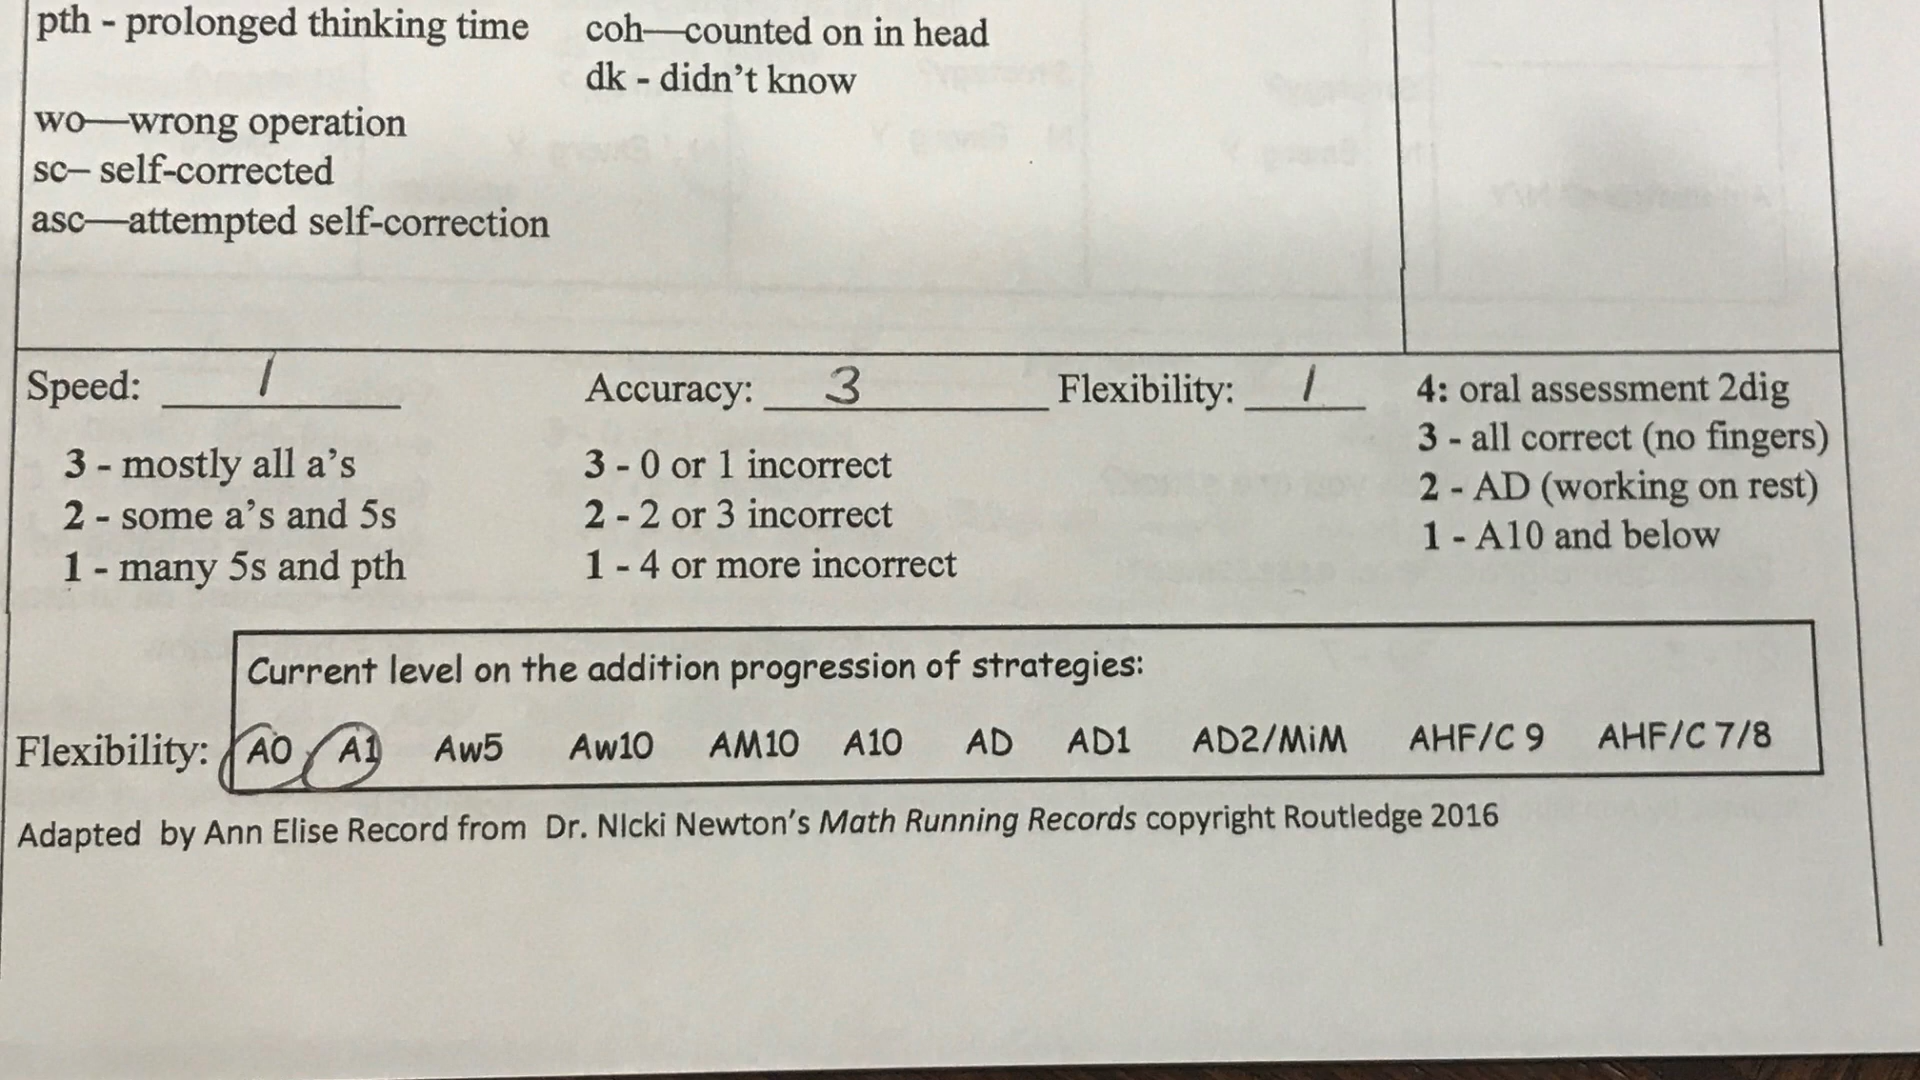 pth - prolonged thinking time
coh—counted on in head
dk - didn't know
wo—wrong operation
sc– self-corrected
asc—attempted self-correction
Speed: 1
3 - mostly all a's
2 - some a's and 5s
1 - many 5s and pth
Accuracy: 3
3 - 0 or 1 incorrect
2 - 2 or 3 incorrect
1 - 4 or more incorrect
Flexibility: 1
4: oral assessment 2dig
3 - all correct (no fingers)
2 - AD (working on rest)
1 - A10 and below
Current level on the addition progression of strategies:
Flexibility: A0 A1 Aw5 Aw10 AM10 A10 AD AD1 AD2/MiM AHF/C 9 AHF/C 7/8
Adapted by Ann Elise Record from Dr. NIcki Newton's Math Running Records copyright Routledge 2016